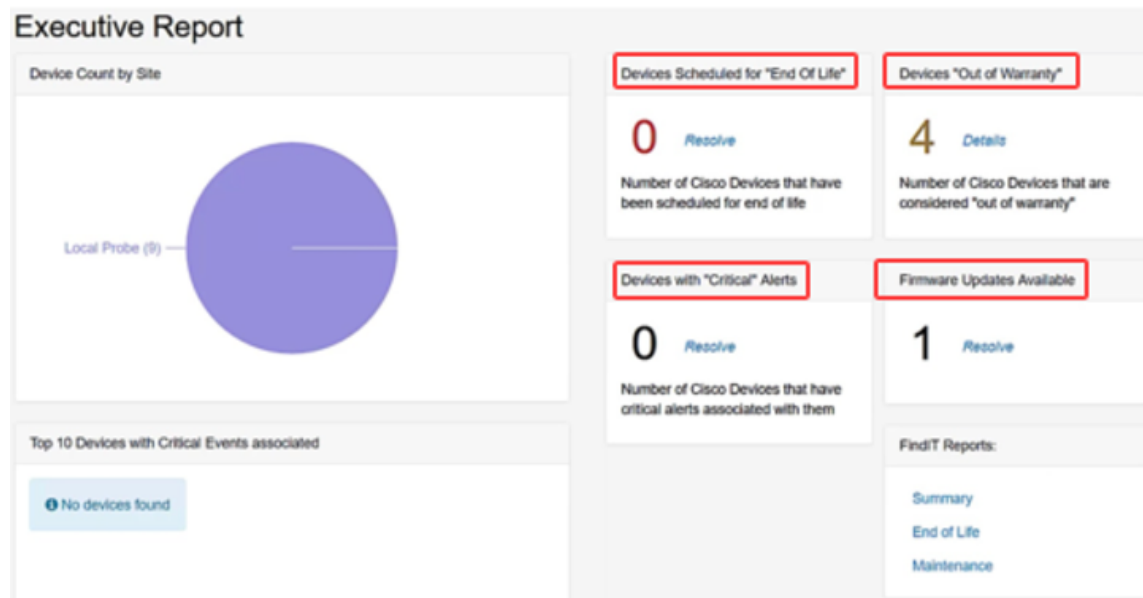 Executive Report
Device Count by Site
Local Probe (9)
Top 10 Devices with Critical Events associated
No devices found
Devices Scheduled for "End Of Life"
0 Resolve
Number of Cisco Devices that have
been scheduled for end of life
Devices "Out of Warranty"
4 Details
Number of Cisco Devices that are
considered "out of warranty"
Devices with "Critical" Alerts
0 Resolve
Number of Cisco Devices that have
critical alerts associated with them
Firmware Updates Available
1 Resolve
FindIT Reports:
Summary
End of Life
Maintenance